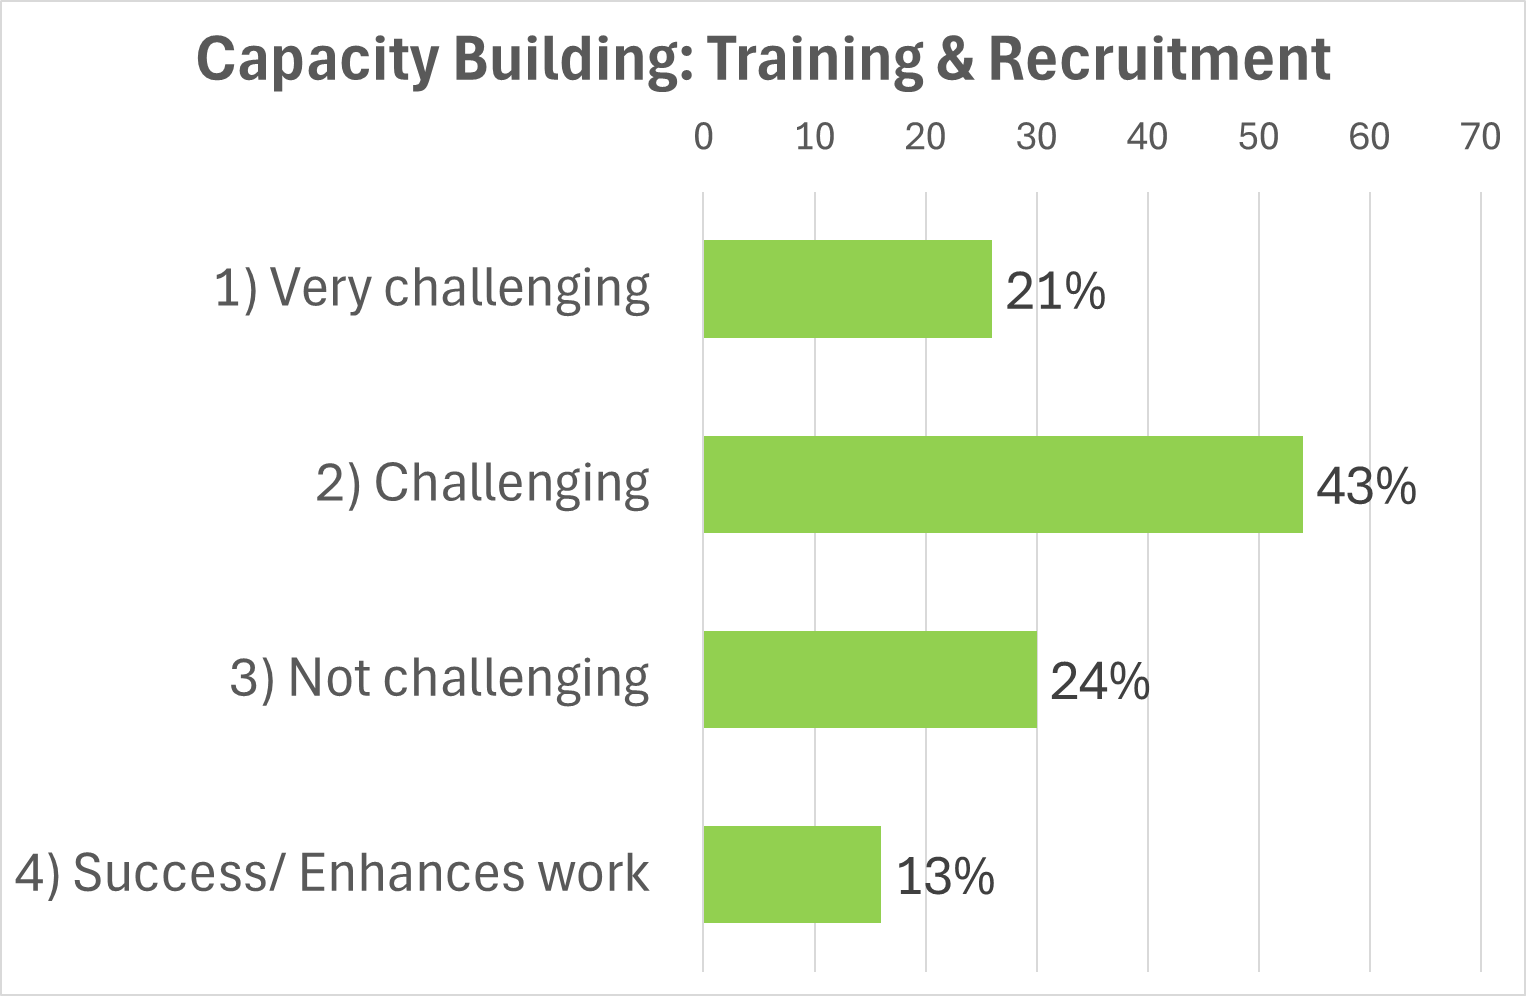 Capacity Building: Training & Recruitment
0 10 20 30 40 50 60 70
1) Very challenging 21%
2) Challenging 43%
3) Not challenging 24%
4) Success/ Enhances work 13%